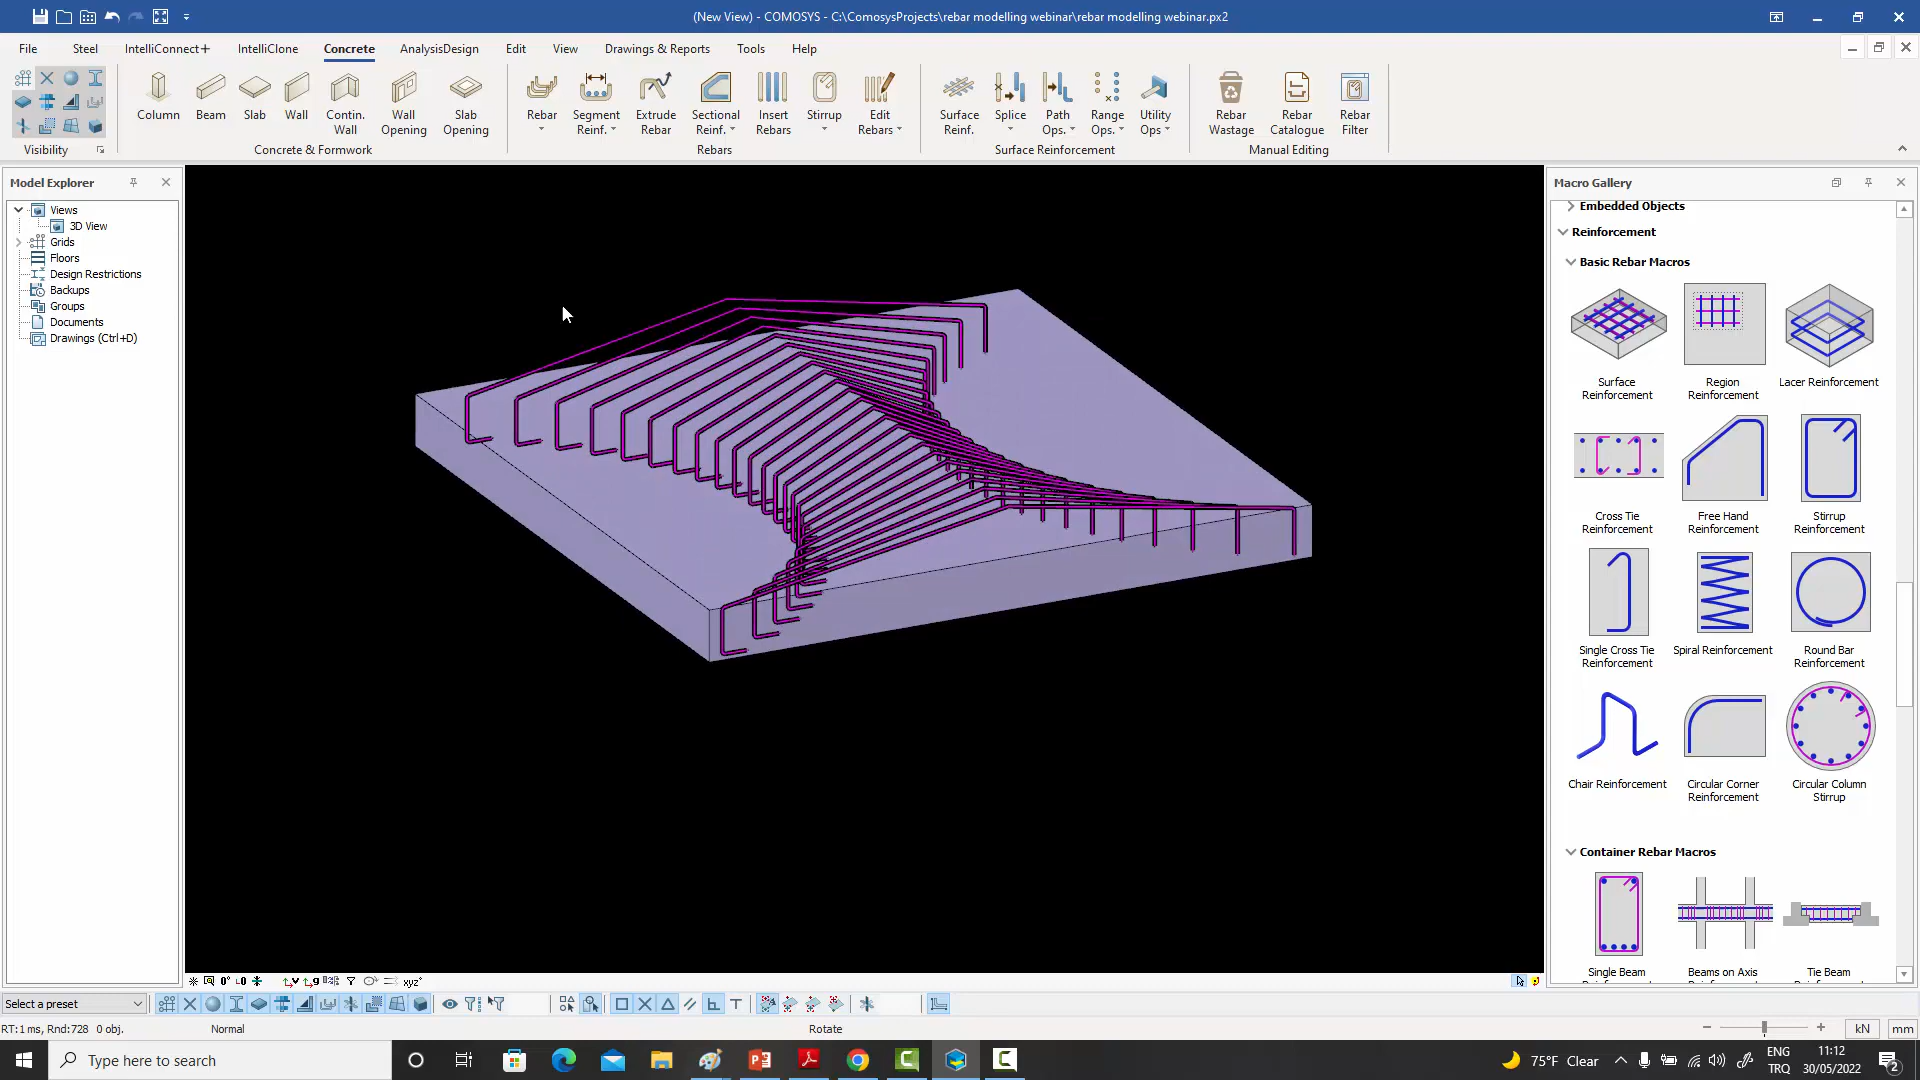 (New View) - COMOSYS - C:\ComosysProjects\rebar modelling webinar\rebar modelling webinar.px2
File Steel IntelliConnect+ IntelliClone Concrete AnalysisDesign Edit View Drawings & Reports Tools Help
Column Beam Slab Wall Contin. Wall Wall Opening Slab Opening Rebar Segment Reinf. Extrude Rebar Sectional Reinf. Insert Rebars Stirrup Edit Rebars Surface Reinf. Splice Path Ops. Range Ops. Utility Ops Rebar Wastage Rebar Catalogue Rebar Filter
Visibility Concrete & Formwork Rebars Surface Reinforcement Manual Editing
Model Explorer
Views
3D View
Grids
Floors
Design Restrictions
Backups
Groups
Documents
Drawings (Ctrl+D)
Macro Gallery
Embedded Objects
Reinforcement
Basic Rebar Macros
Surface Reinforcement
Region Reinforcement
Lacer Reinforcement
Cross Tie Reinforcement
Free Hand Reinforcement
Stirrup Reinforcement
Single Cross Tie Reinforcement
Spiral Reinforcement
Round Bar Reinforcement
Chair Reinforcement
Circular Corner Reinforcement
Circular Column Stirrup
Container Rebar Macros
Single Beam
Beams on Axis
Tie Beam
xyz
Select a preset
RT:1 ms, Rnd:728 0 obj. Normal Rotate kN mm
Type here to search
75°F Clear
ENG
TRQ
11:12
30/05/2022
2